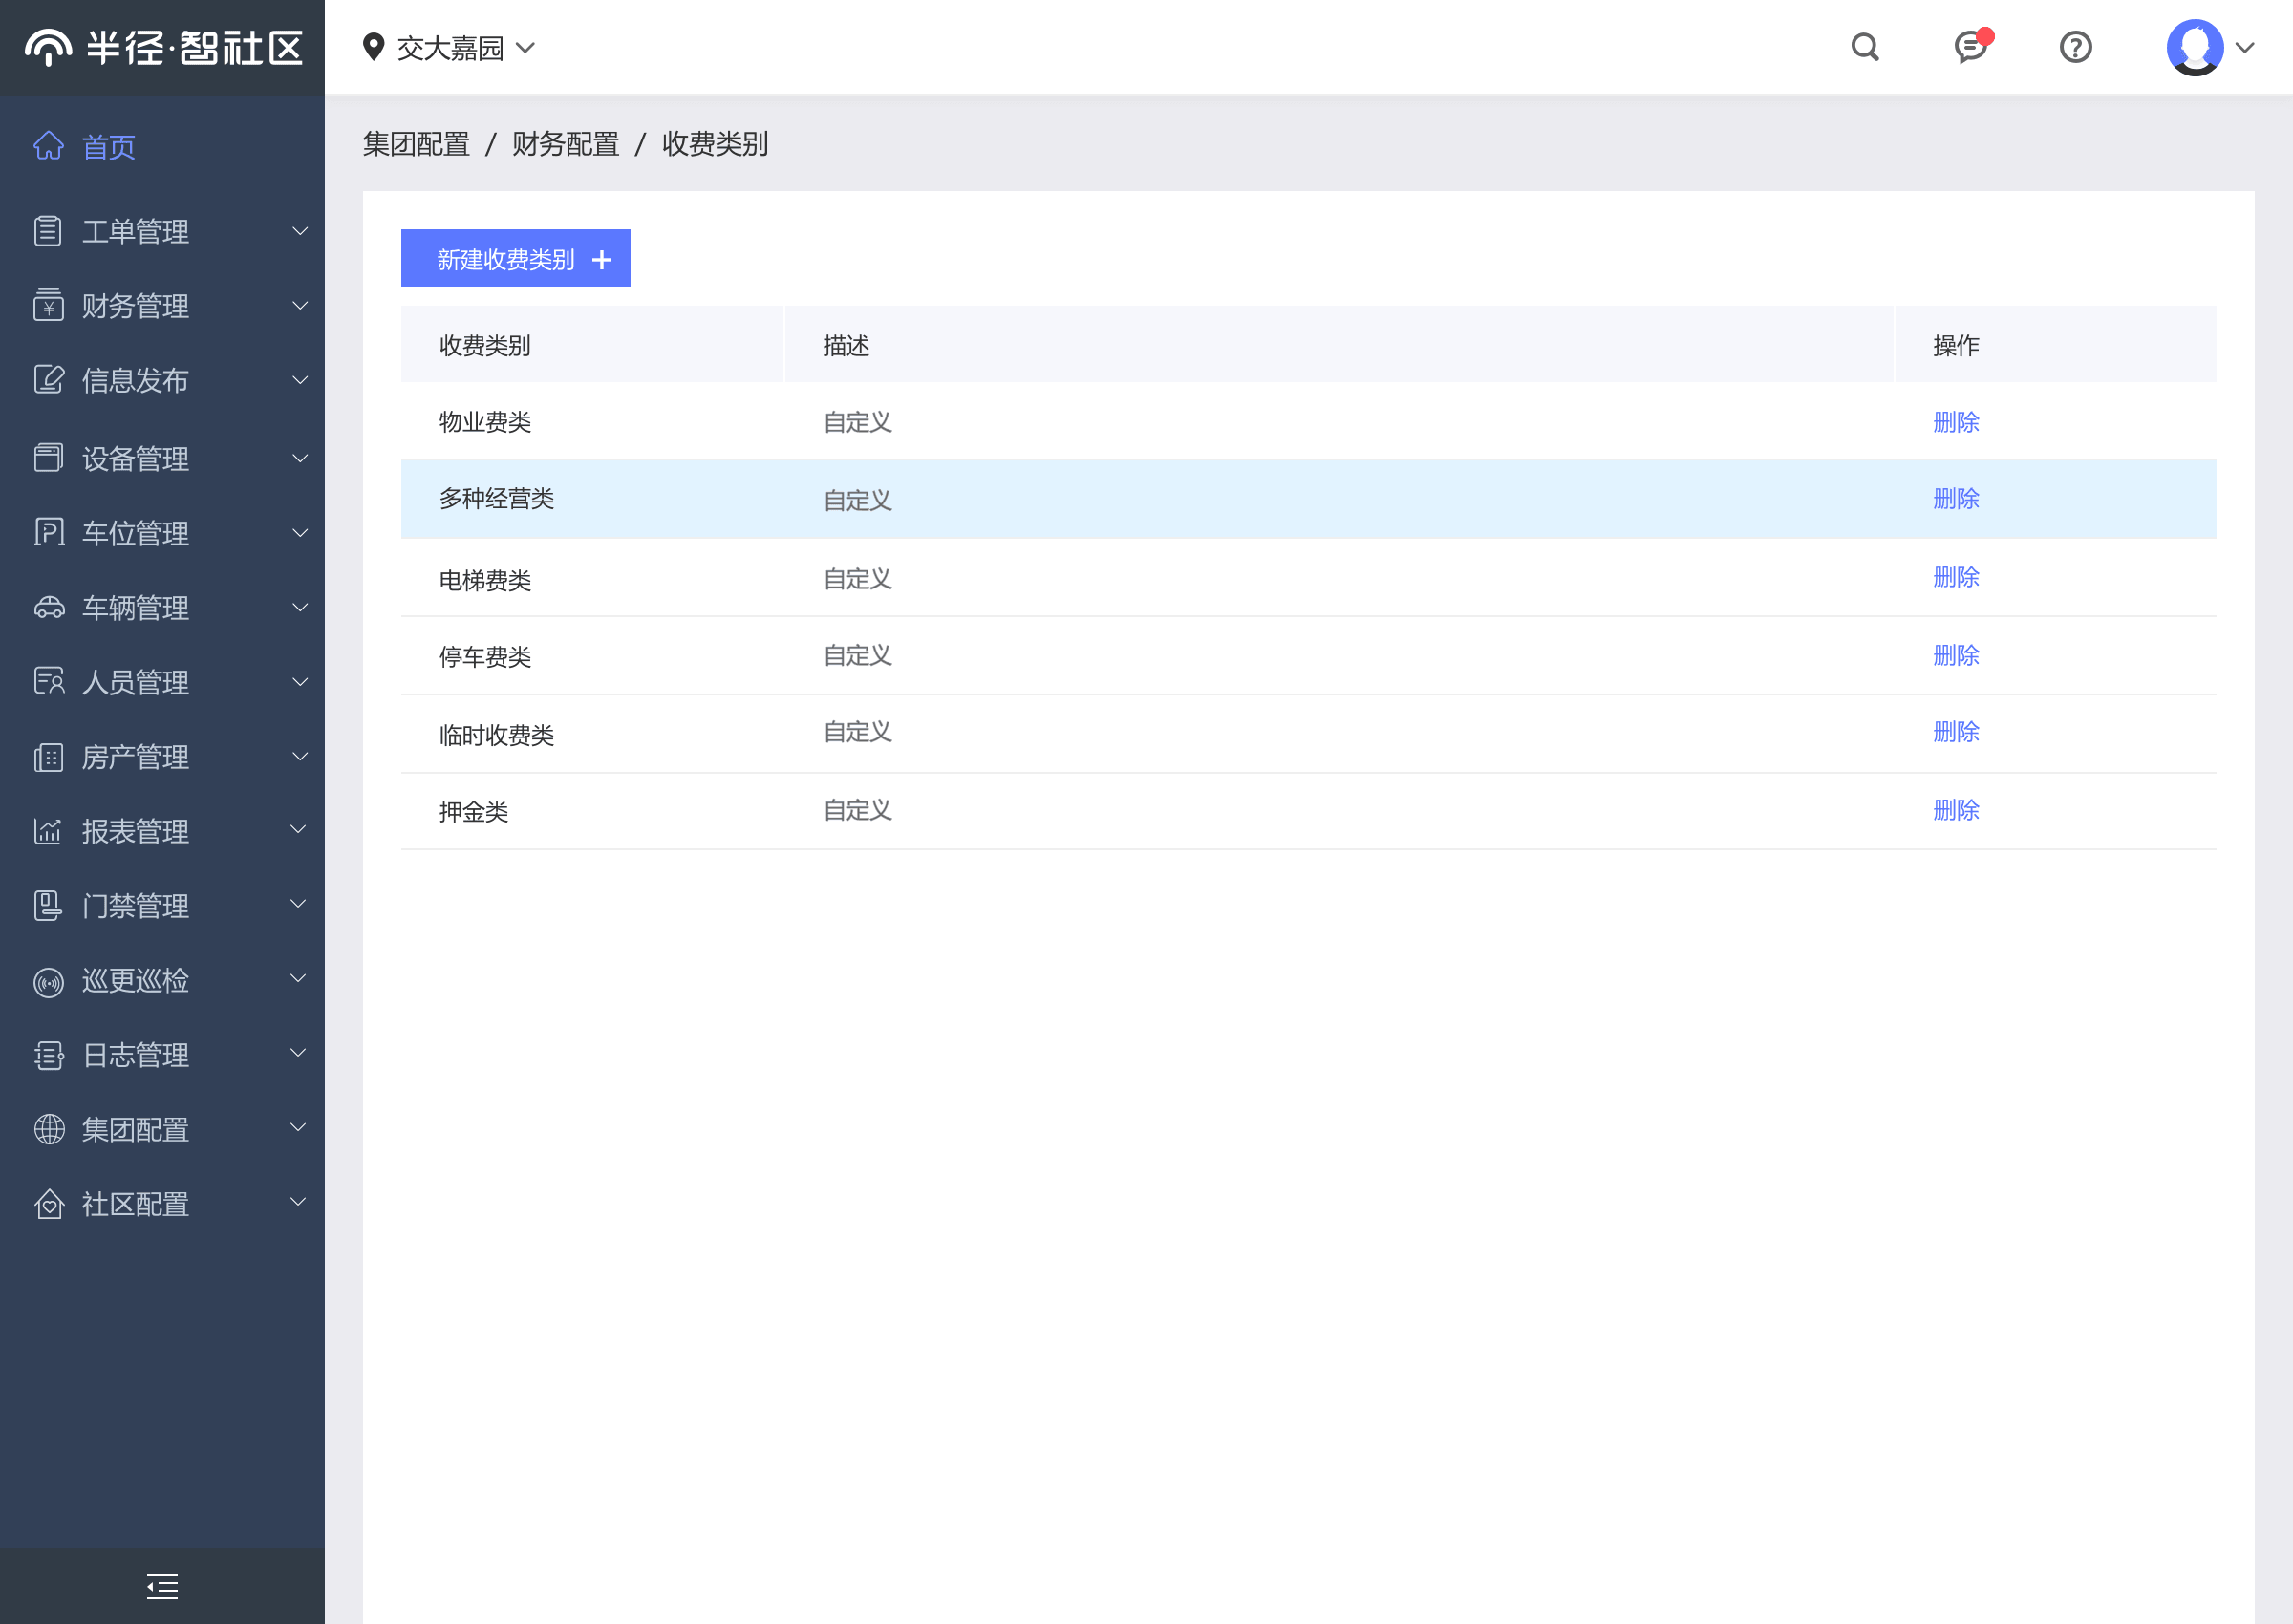 半径·智社区
交大嘉园
首页
工单管理
财务管理
信息发布
设备管理
车位管理
车辆管理
人员管理
房产管理
报表管理
门禁管理
巡更巡检
日志管理
集团配置
社区配置
集团配置 / 财务配置 / 收费类别
新建收费类别 +
收费类别 描述 操作
物业费类 自定义 删除
多种经营类 自定义 删除
电梯费类 自定义 删除
停车费类 自定义 删除
临时收费类 自定义 删除
押金类 自定义 删除